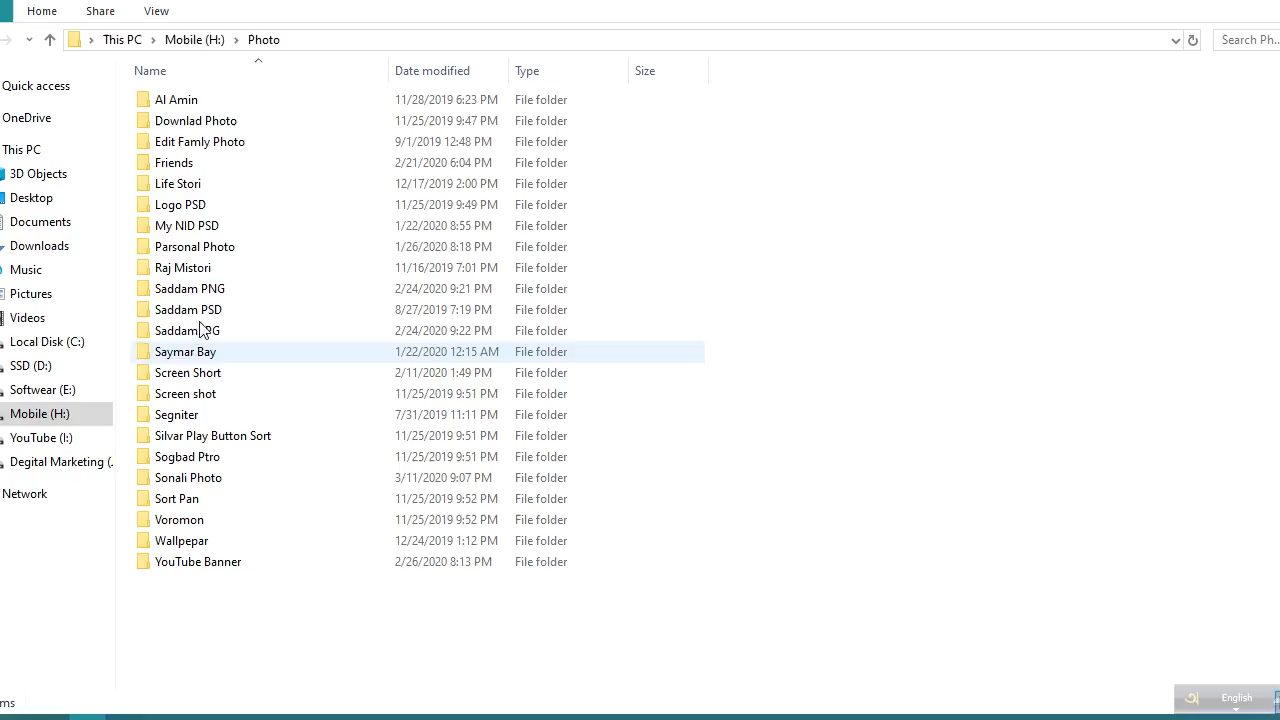 Home Share View
This PC Mobile (H:) Photo Search Ph...
Name Date modified Type Size
Quick access
OneDrive
This PC
3D Objects
Desktop
Documents
Downloads
Music
Pictures
Videos
Local Disk (C:)
SSD (D:)
Softwear (E:)
Mobile (H:)
YouTube (I:)
Degital Marketing (.
Network
Al Amin 11/28/2019 6:23 PM File folder
Downlad Photo 11/25/2019 9:47 PM File folder
Edit Famly Photo 9/1/2019 12:48 PM File folder
Friends 2/21/2020 6:04 PM File folder
Life Stori 12/17/2019 2:00 PM File folder
Logo PSD 11/25/2019 9:49 PM File folder
My NID PSD 1/22/2020 8:55 PM File folder
Parsonal Photo 1/26/2020 8:18 PM File folder
Raj Mistori 11/16/2019 7:01 PM File folder
Saddam PNG 2/24/2020 9:21 PM File folder
Saddam PSD 8/27/2019 7:19 PM File folder
Saddam 2/24/2020 9:22 PM File folder
Saymar Bay 1/22/2020 12:15 AM File folder
Screen Short 2/11/2020 1:49 PM File folder
Screen shot 11/25/2019 9:51 PM File folder
Segniter 7/31/2019 11:11 PM File folder
Silvar Play Button Sort 11/25/2019 9:51 PM File folder
Sogbad Ptro 11/25/2019 9:51 PM File folder
Sonali Photo 3/11/2020 9:07 PM File folder
Sort Pan 11/25/2019 9:52 PM File folder
Voromon 11/25/2019 9:52 PM File folder
Wallpepar 12/24/2019 1:12 PM File folder
YouTube Banner 2/26/2020 8:13 PM File folder
ms
অ English